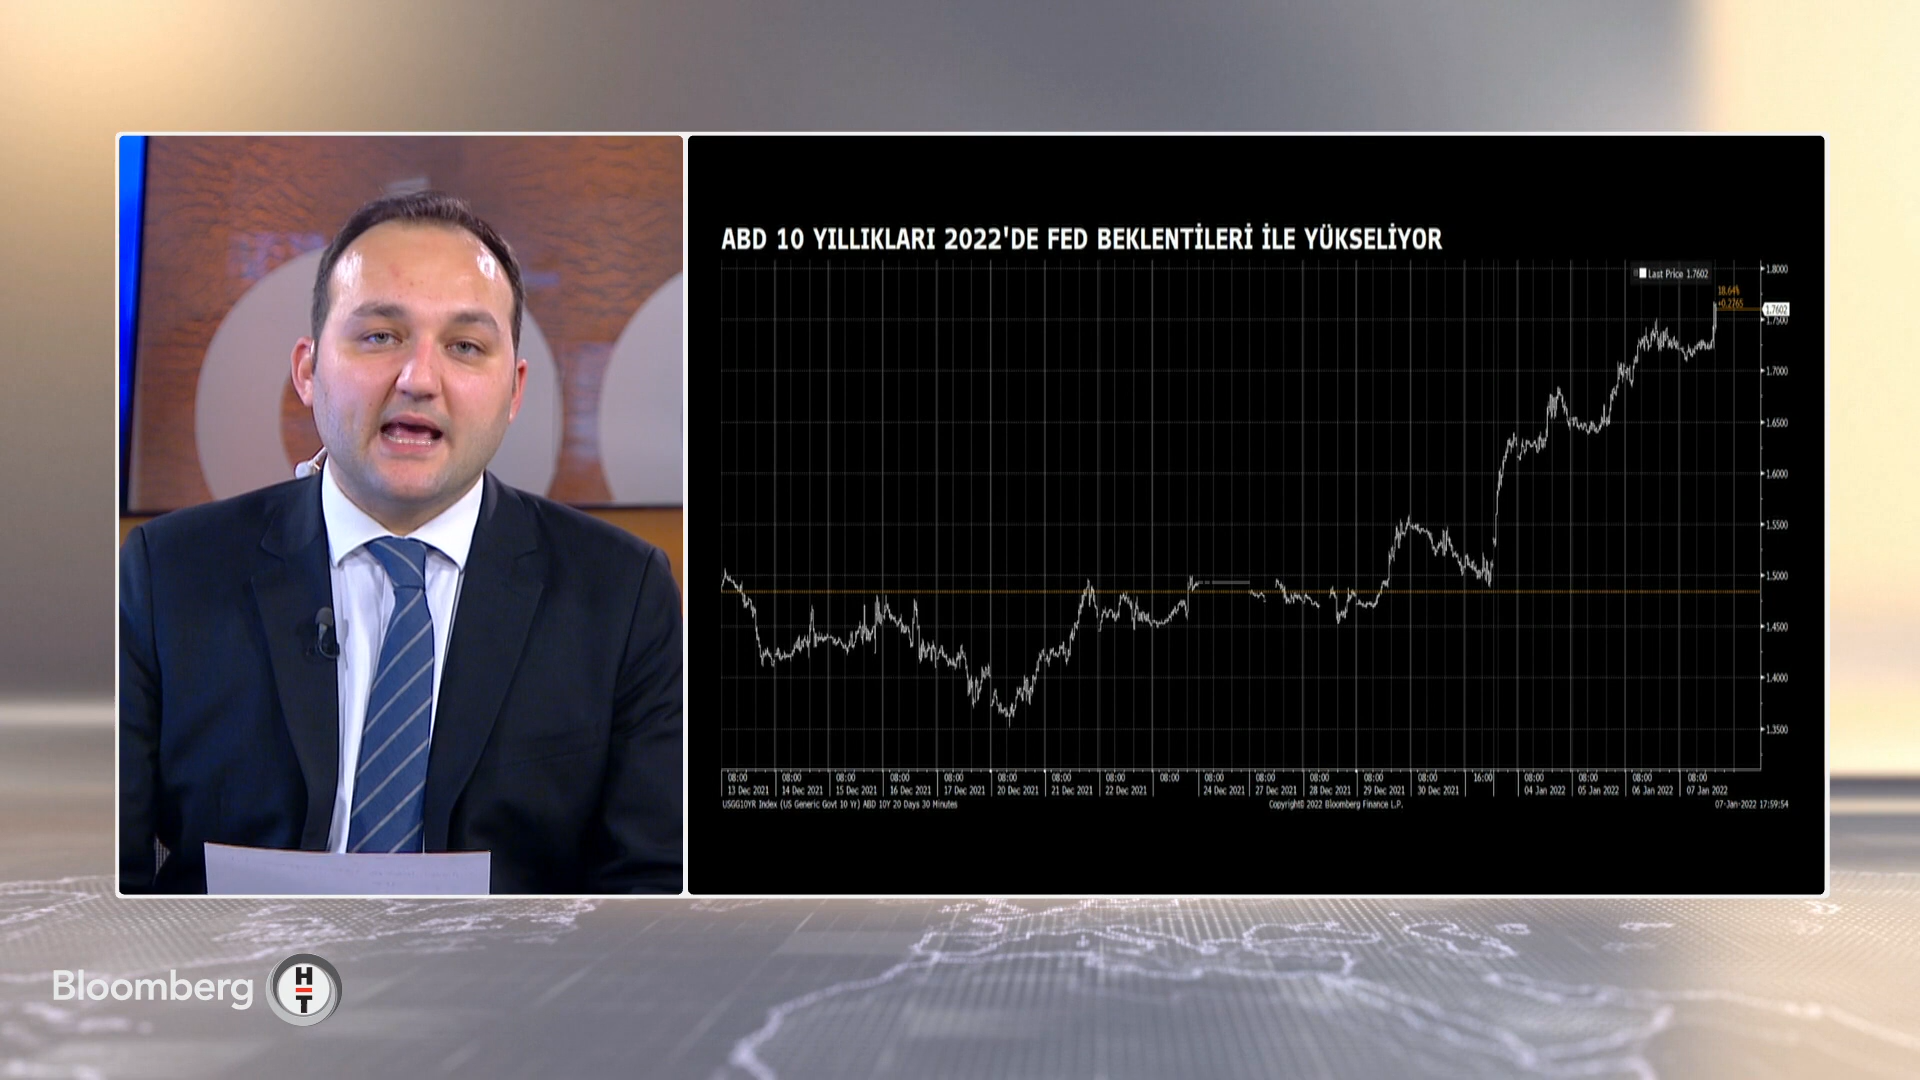 ABD 10 YILLIKLARI 2022'DE FED BEKLENTİLERİ İLE YÜKSELİYOR
Last Price 1.7602
18.64%
+0.2765
1.8000
1.7602
1.7500
1.7000
1.6500
1.6000
1.5500
1.5000
1.4500
1.4000
1.3500
08:00 08:00 08:00 08:00 08:00 08:00 08:00 08:00 08:00 08:00 08:00 08:00 08:00 08:00 16:00 08:00 08:00 08:00 08:00
13 Dec 2021 14 Dec 2021 15 Dec 2021 16 Dec 2021 17 Dec 2021 20 Dec 2021 21 Dec 2021 22 Dec 2021 24 Dec 2021 27 Dec 2021 28 Dec 2021 29 Dec 2021 30 Dec 2021 04 Jan 2022 05 Jan 2022 06 Jan 2022 07 Jan 2022
USGG10YR Index (US Generic Govt 10 Yr) ABD 10Y 20 Days 30 Minutes Copyright© 2022 Bloomberg Finance L.P. 07-Jan-2022 17:59:54
Bloomberg HT